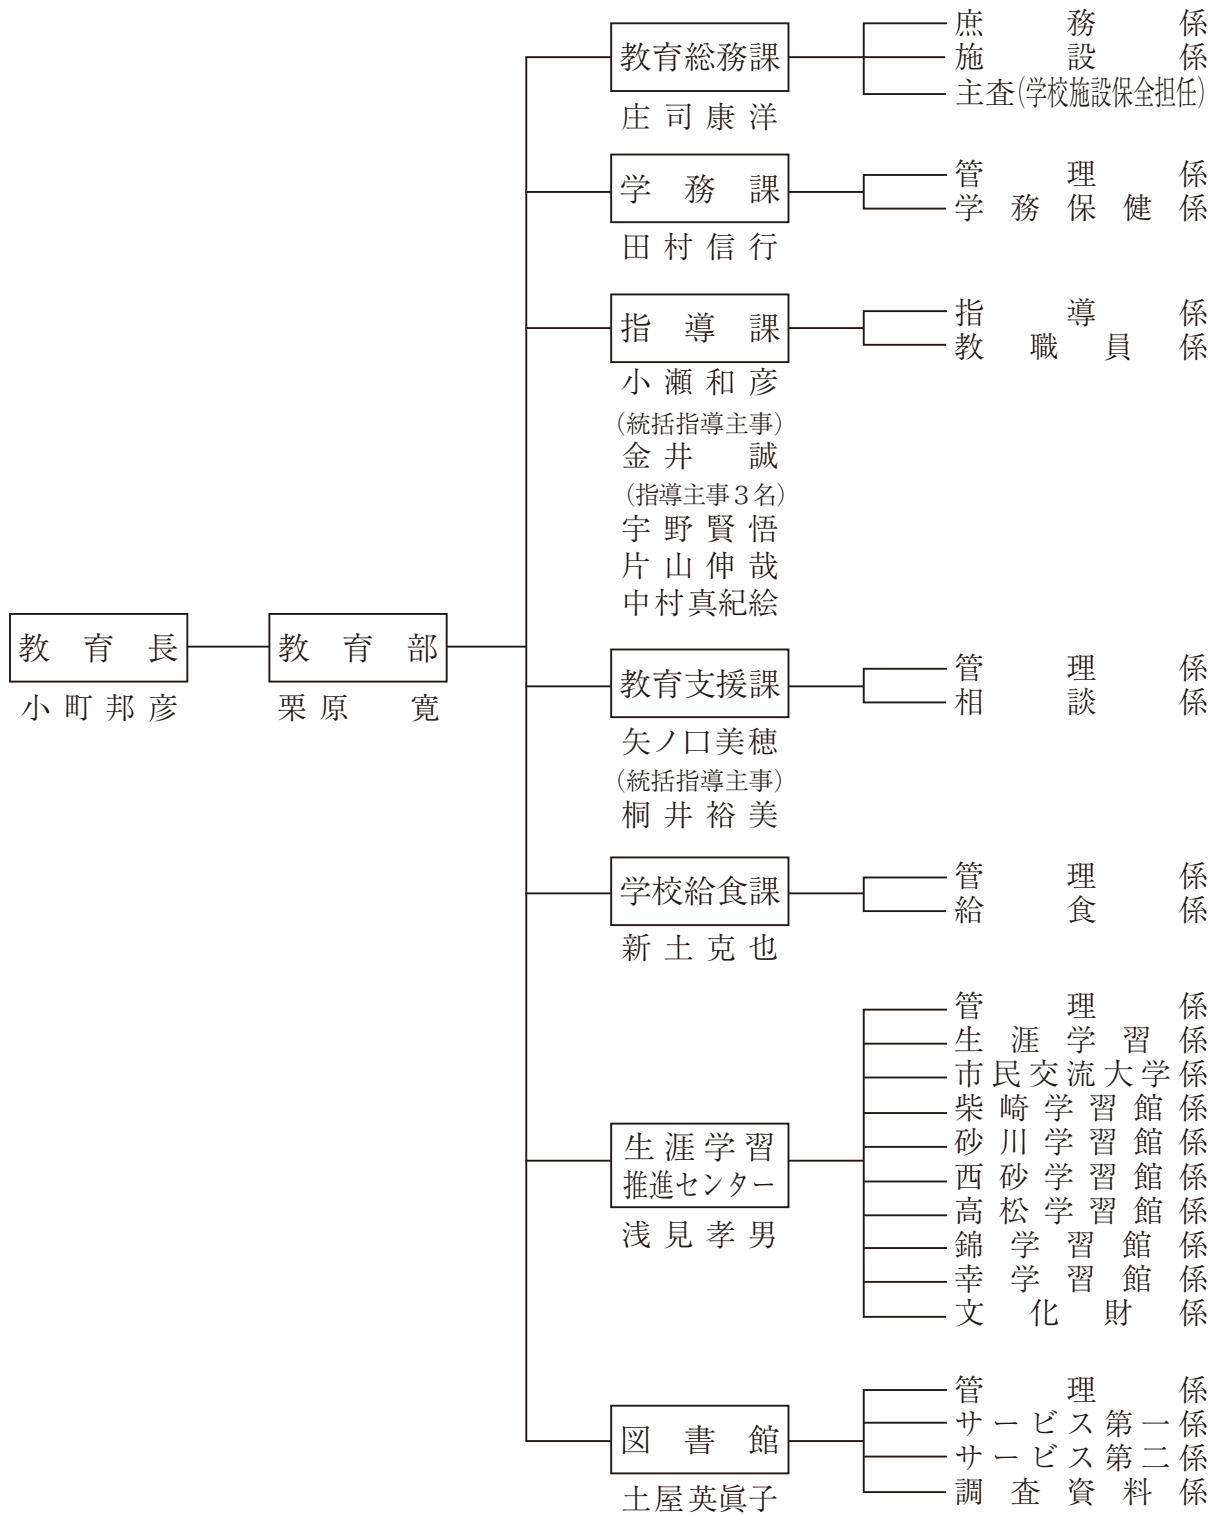 教育長
小町邦彦
教育部
栗原 寛
教育総務課
庄司康洋
庶務係
施設係
主査(学校施設保全担任)
学務課
田村信行
管理係
学務保健係
指導課
小瀬和彦
(統括指導主事)
金井 誠
(指導主事3名)
宇野賢悟
片山伸哉
中村真紀絵
指導係
教職員係
教育支援課
矢ノ口美穂
(統括指導主事)
桐井裕美
管理係
相談係
学校給食課
新土克也
管理係
給食係
生涯学習
推進センター
浅見孝男
管理係
生涯学習係
市民交流大学係
柴崎学習館係
砂川学習館係
西砂学習館係
高松学習館係
錦学習館係
幸学習館係
文化財係
図書館
土屋英眞子
管理係
サービス第一係
サービス第二係
調査資料係